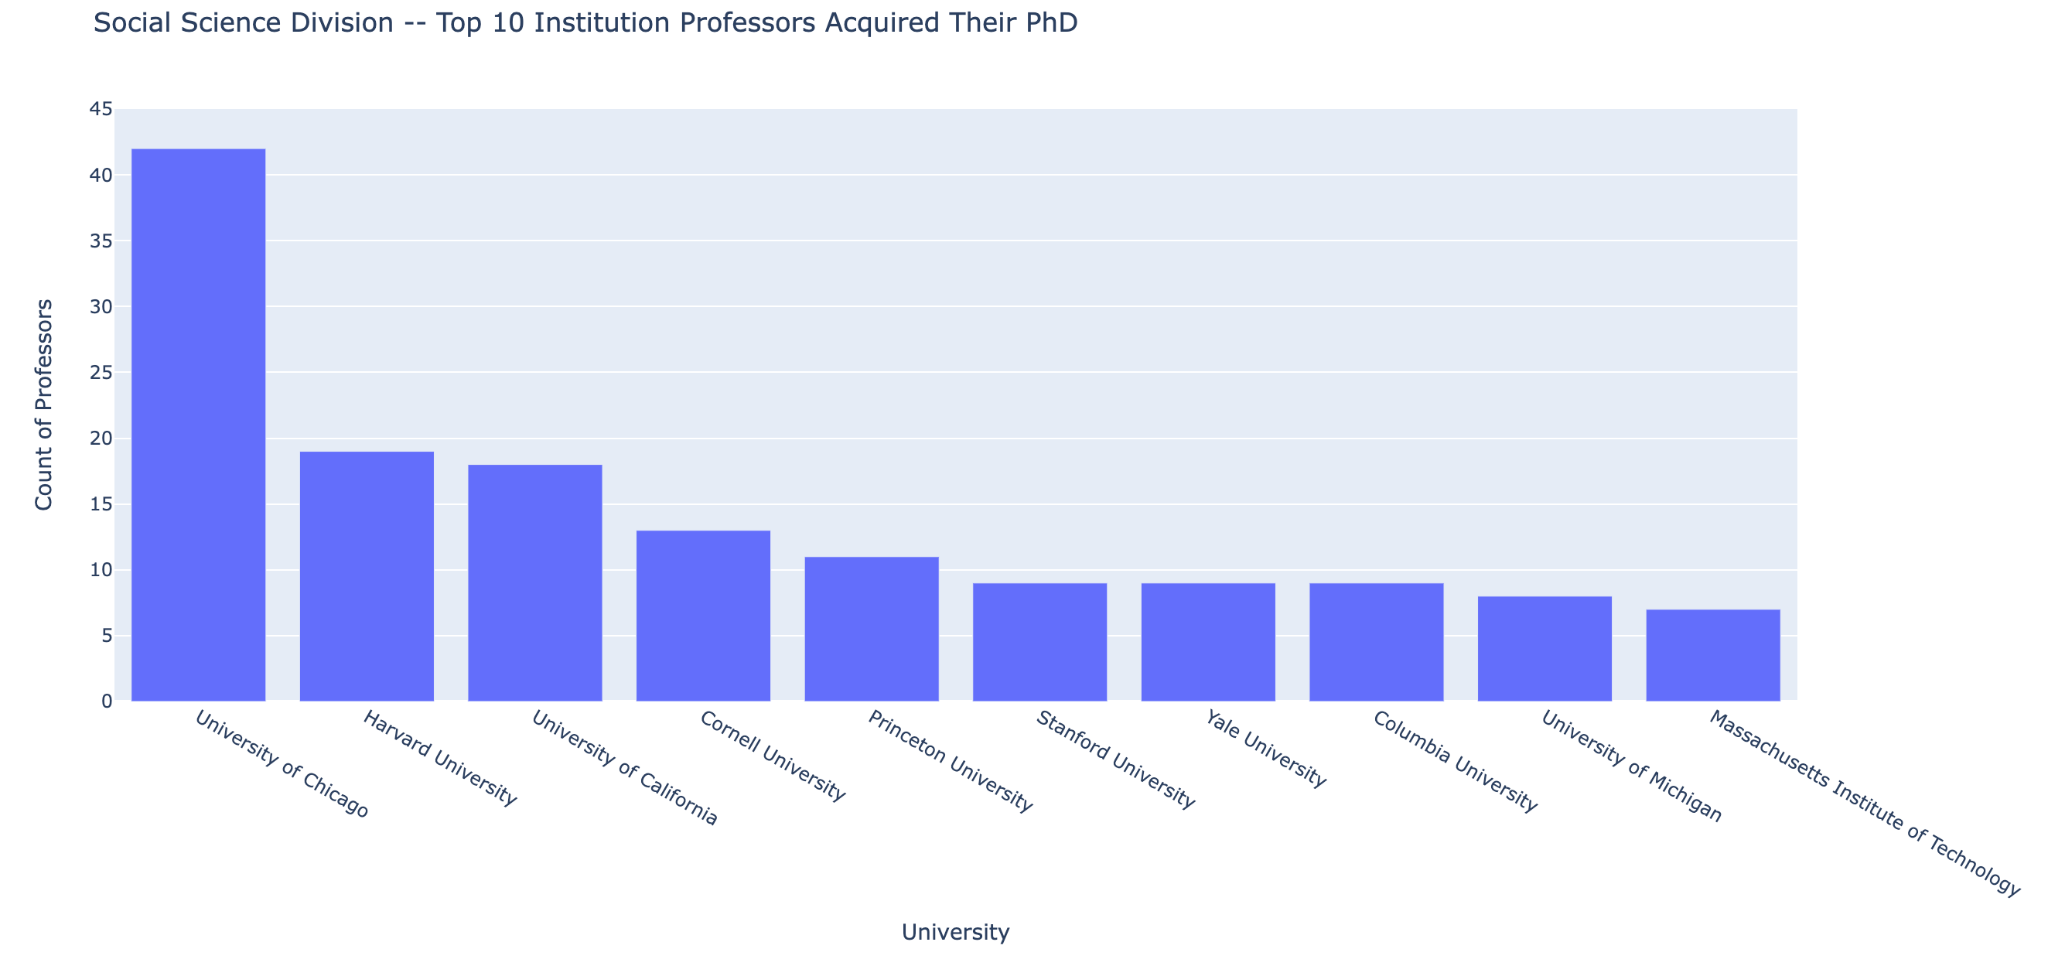 Social Science Division -- Top 10 Institution Professors Acquired Their PhD
45
40
35
30
25
20
15
10
5
0
Count of Professors
University of Chicago
Harvard University
University of California
Cornell University
Princeton University
Stanford University
Yale University
Columbia University
University of Michigan
Massachusetts Institute of Technology
University